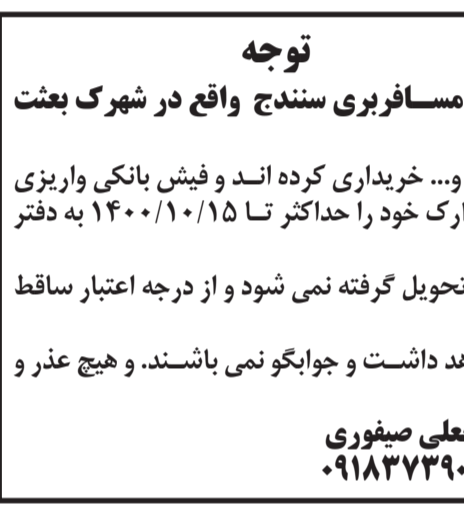 توجه
مسافربری سنندج واقع در شهرک بعثت
و... خریداری کرده اند و فیش بانکی واریزی
ارک خود را حداکثر تا ۱۴۰۰/۱۰/۱۵ به دفتر
تحویل گرفته نمی شود و از درجه اعتبار ساقط
هد داشت و جوابگو نمی باشند. و هیچ عذر و
علی صیفوری
۰۹۱۸۳۷۳۹۰